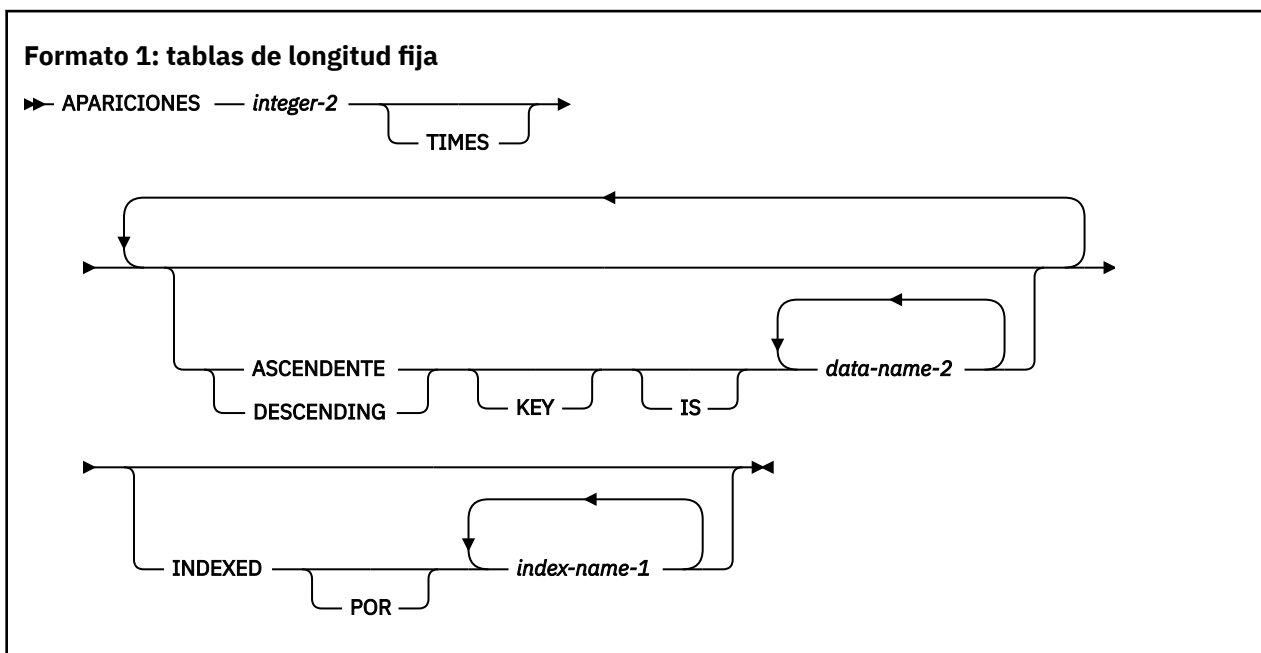 Formato 1: tablas de longitud fija
APARICIONES integer-2
TIMES
ASCENDENTE data-name-2
DESCENDING KEY IS
INDEXED index-name-1
POR